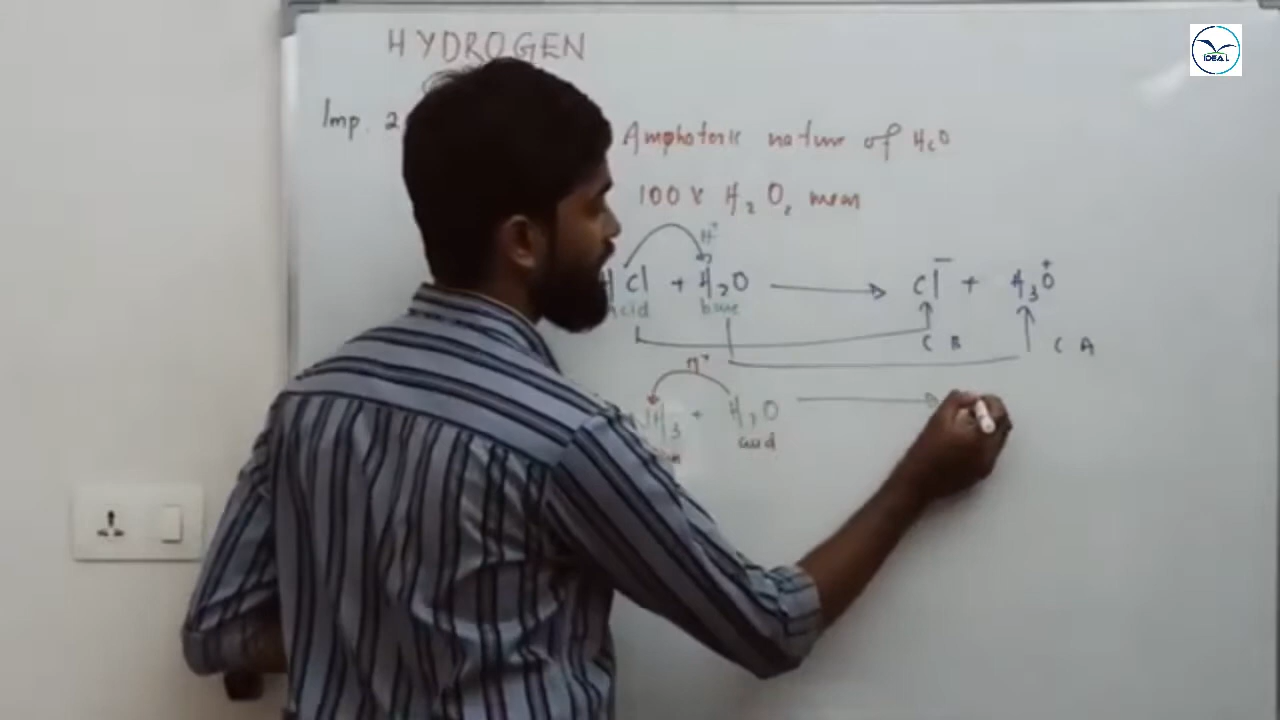 IDEAL
HYDROGEN
Imp. 2
Amphoteric nature of H2O
100 V H2O2 mean
H+
HCl + H2O → Cl− + H3O+
acid base
C B C A
H+
NH3 + H2O →
acid